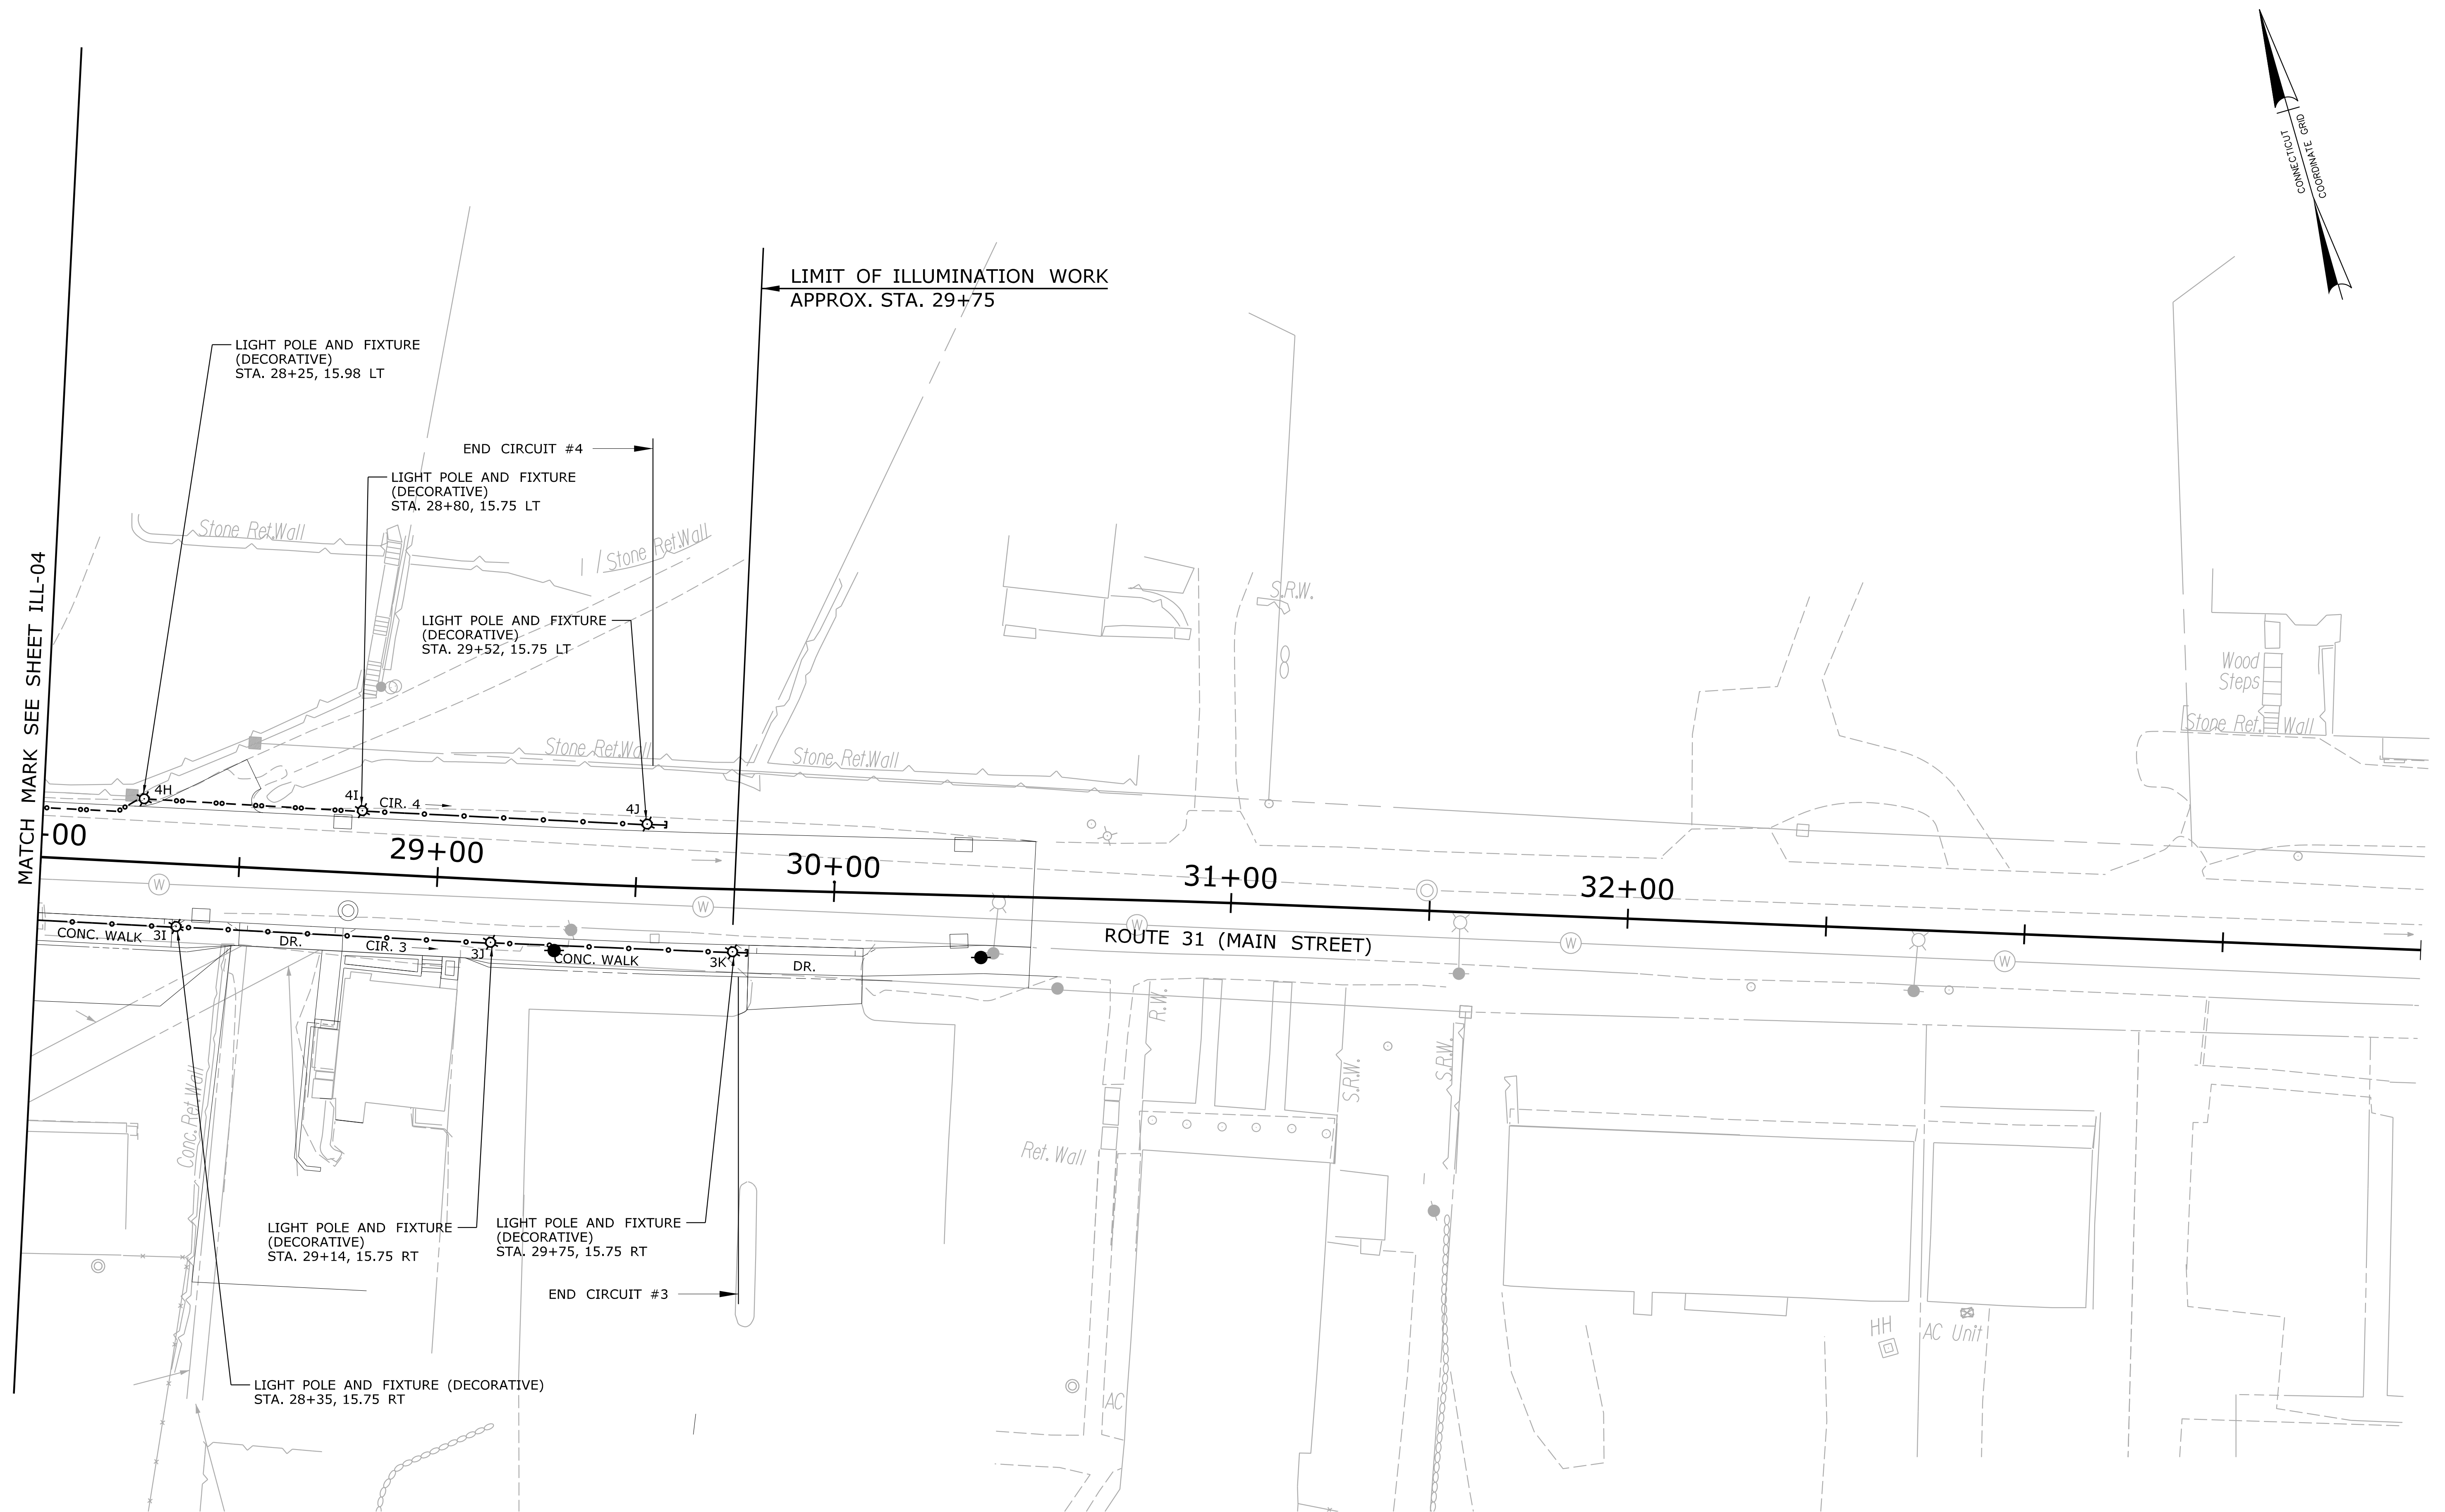 CONNECTICUT
COORDINATE GRID
LIMIT OF ILLUMINATION WORK
APPROX. STA. 29+75
LIGHT POLE AND FIXTURE
(DECORATIVE)
STA. 28+25, 15.98 LT
END CIRCUIT #4
LIGHT POLE AND FIXTURE
(DECORATIVE)
STA. 28+80, 15.75 LT
Stone Ret.Wall
Stone Ret.Wall
LIGHT POLE AND FIXTURE
(DECORATIVE)
STA. 29+52, 15.75 LT
S.R.W.
Wood
Steps
Stone Ret. Wall
Stone Ret.Wall
Stone Ret.Wall
MATCH MARK SEE SHEET ILL-04
4H
4I
CIR. 4
4J
-00
29+00
30+00
31+00
32+00
W
W
W
W
W
CONC. WALK
3I
DR.
CIR. 3
3J
CONC. WALK
3K
DR.
ROUTE 31 (MAIN STREET)
R.W.
S.R.W.
S.R.W.
Conc.Ret.Wall
Ret. Wall
LIGHT POLE AND FIXTURE
(DECORATIVE)
STA. 29+14, 15.75 RT
LIGHT POLE AND FIXTURE
(DECORATIVE)
STA. 29+75, 15.75 RT
END CIRCUIT #3
HH
AC Unit
LIGHT POLE AND FIXTURE (DECORATIVE)
STA. 28+35, 15.75 RT
AC